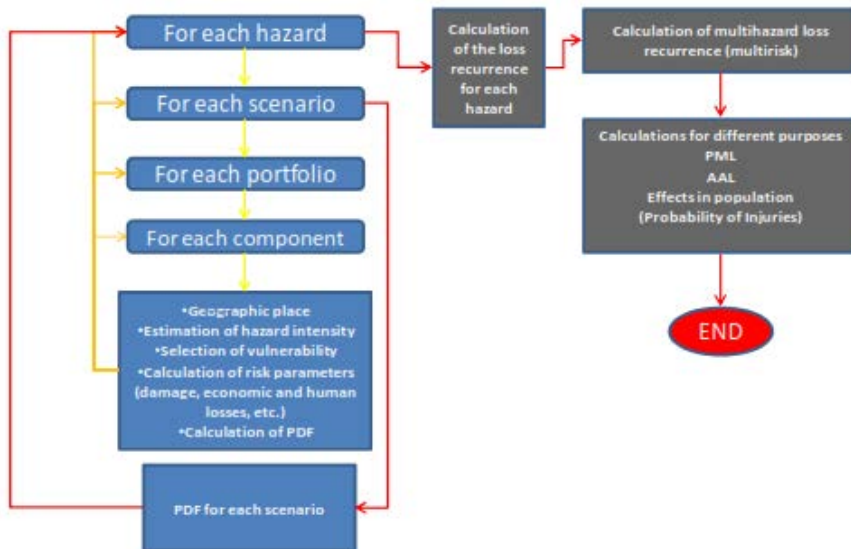 For each hazard
For each scenario
For each portfolio
For each component
•Geographic place
•Estimation of hazard intensity
•Selection of vulnerability
•Calculation of risk parameters
(damage, economic and human
losses, etc.)
•Calculation of PDF
PDF for each scenario
Calculation
of the loss
recurrence
for each
hazard
Calculation of multihazard loss
recurrence (multirisk)
Calculations for different purposes
PML
AAL
Effects in population
(Probability of Injuries)
END